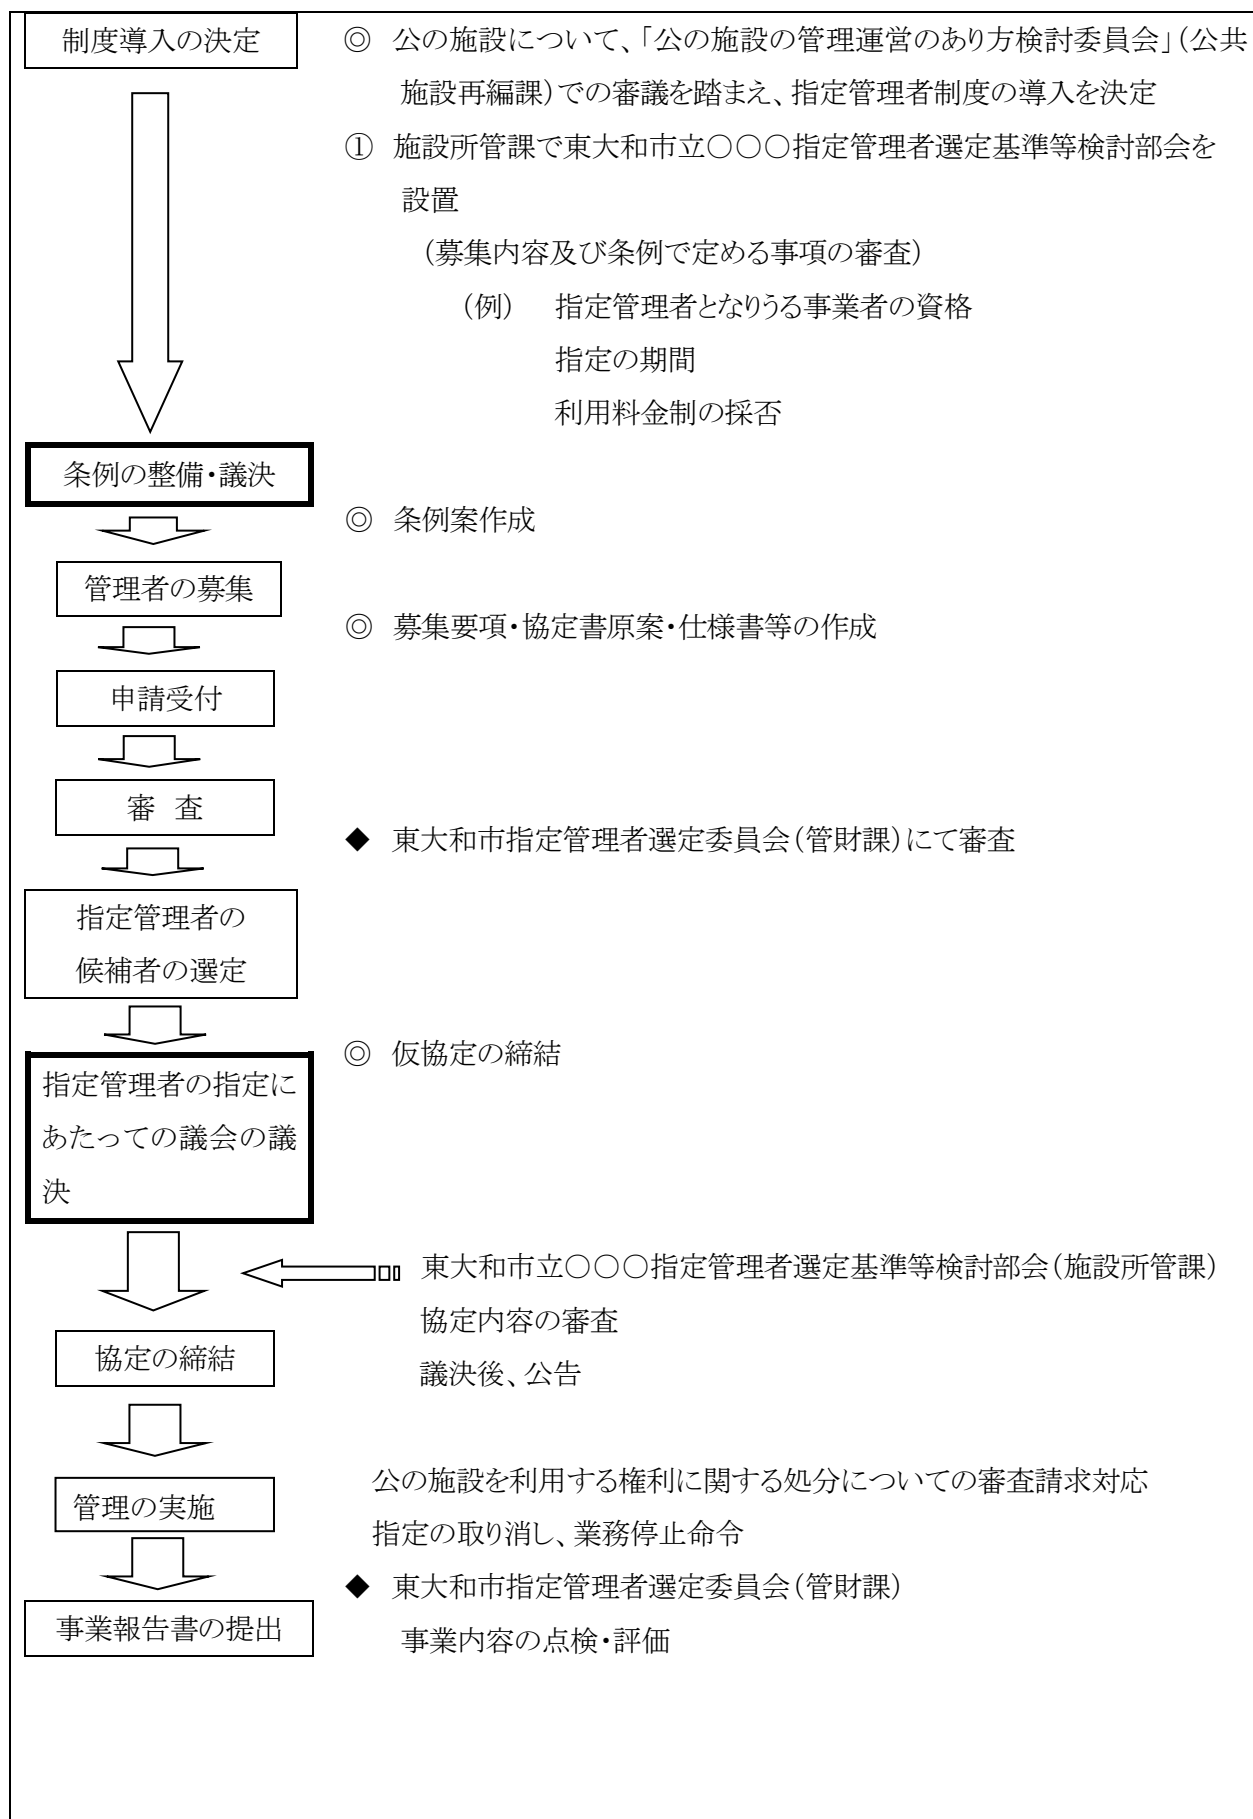 制度導入の決定
◎ 公の施設について、「公の施設の管理運営のあり方検討委員会」（公共
施設再編課）での審議を踏まえ、指定管理者制度の導入を決定
① 施設所管課で東大和市立○○○指定管理者選定基準等検討部会を
設置
（募集内容及び条例で定める事項の審査）
（例） 指定管理者となりうる事業者の資格
指定の期間
利用料金制の採否
条例の整備・議決
◎ 条例案作成
管理者の募集
◎ 募集要項・協定書原案・仕様書等の作成
申請受付
審 査
◆ 東大和市指定管理者選定委員会（管財課）にて審査
指定管理者の
候補者の選定
◎ 仮協定の締結
指定管理者の指定に
あたっての議会の議
決
東大和市立○○○指定管理者選定基準等検討部会（施設所管課）
協定内容の審査
議決後、公告
協定の締結
公の施設を利用する権利に関する処分についての審査請求対応
指定の取り消し、業務停止命令
管理の実施
◆ 東大和市指定管理者選定委員会（管財課）
事業内容の点検・評価
事業報告書の提出